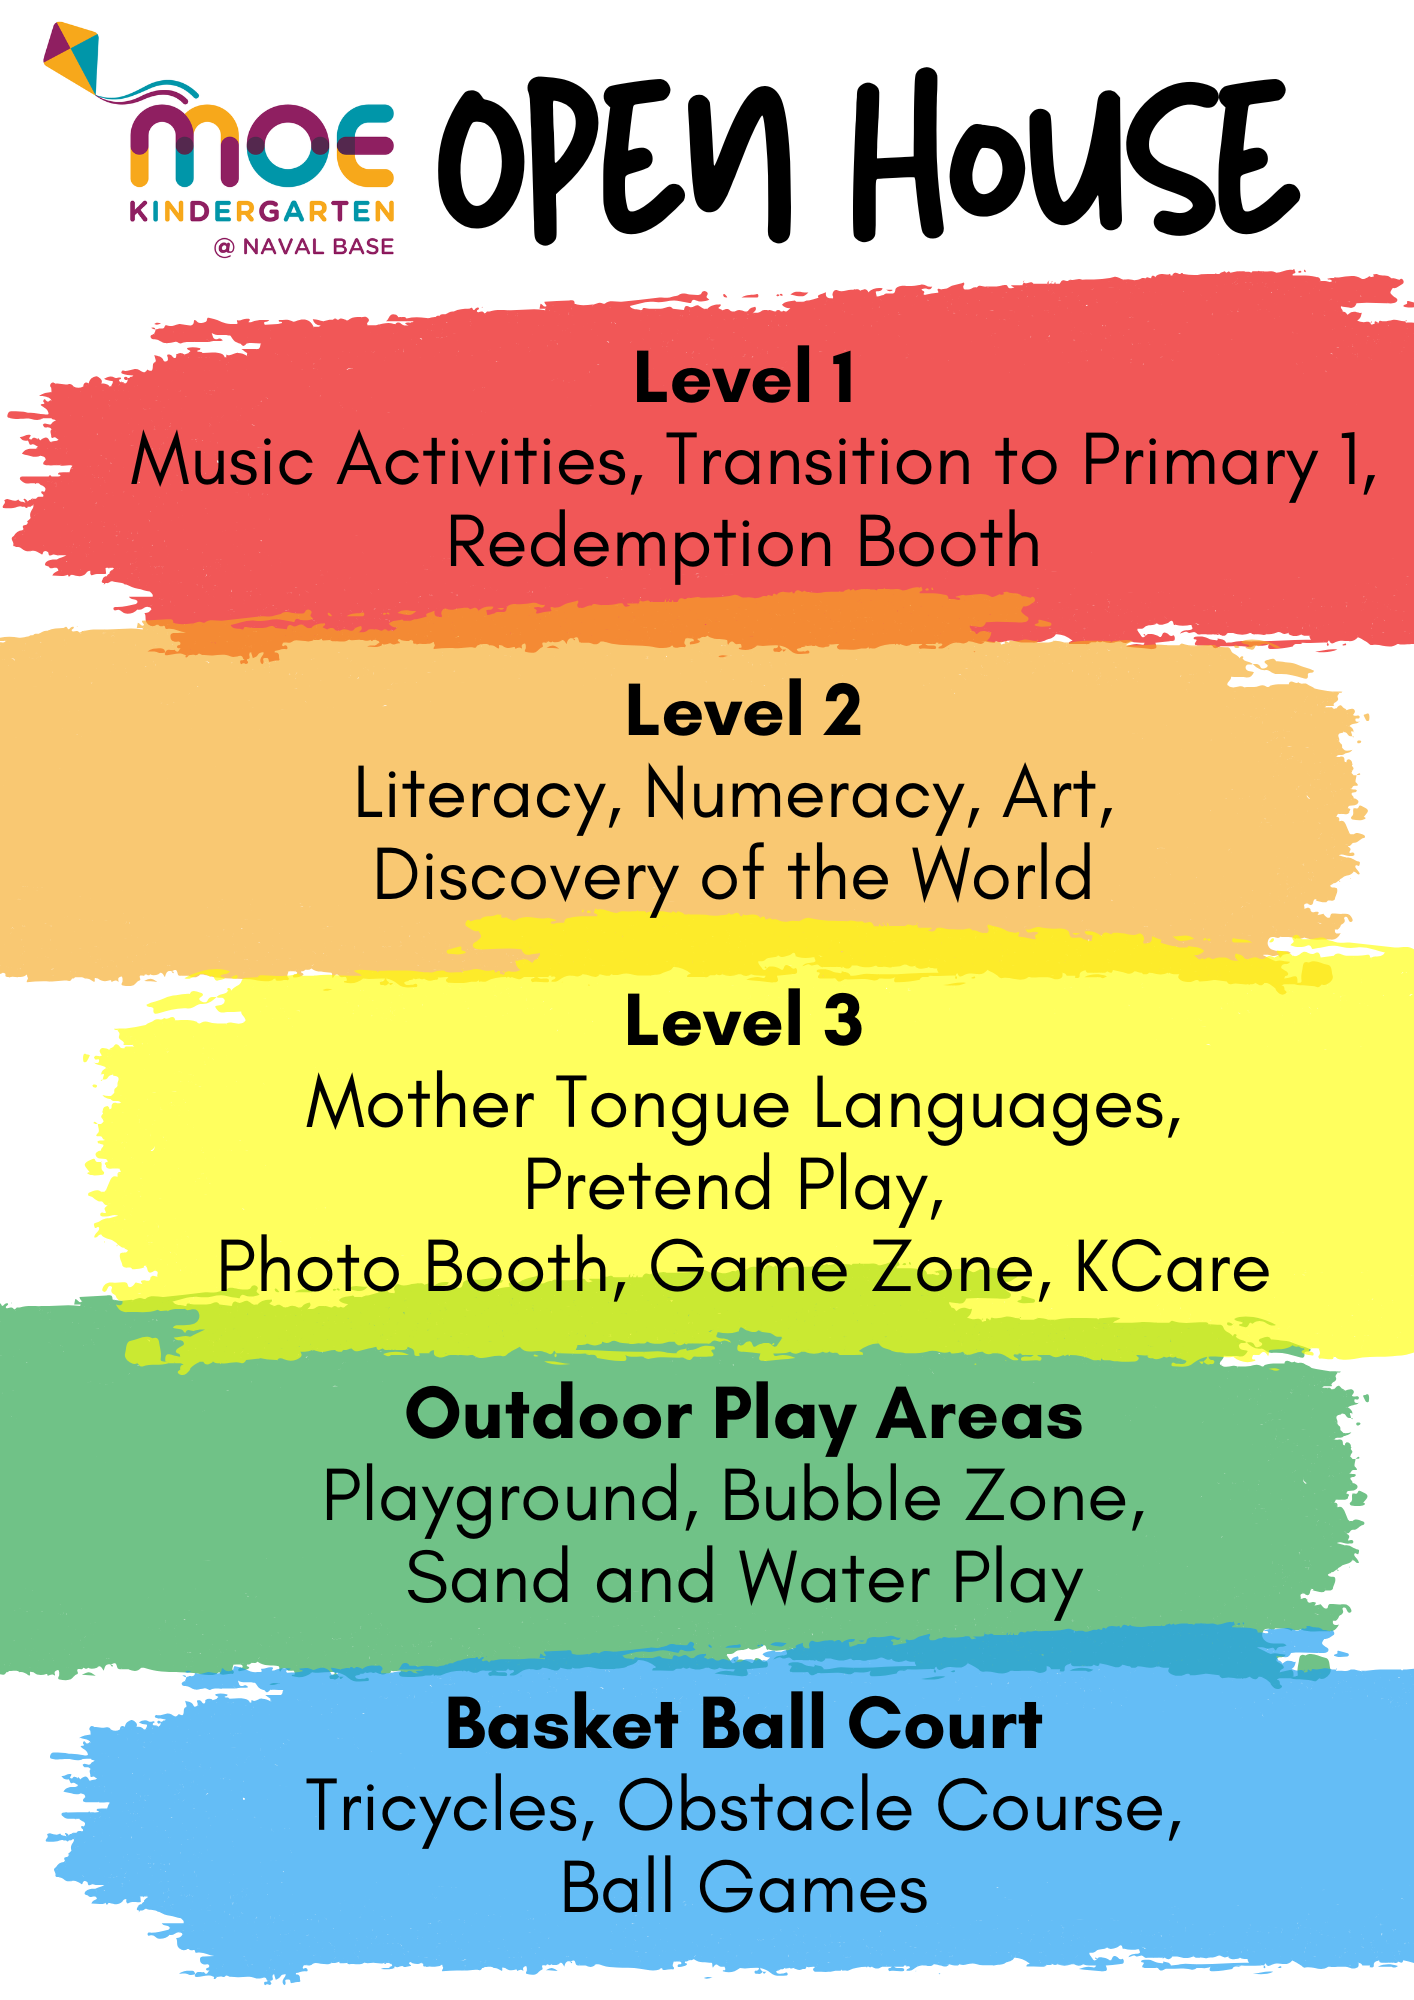 moe
KINDERGARTEN
@ NAVAL BASE
OPEN HOUSE
Level 1
Music Activities, Transition to Primary 1,
Redemption Booth
Level 2
Literacy, Numeracy, Art,
Discovery of the World
Level 3
Mother Tongue Languages,
Pretend Play,
Photo Booth, Game Zone, KCare
Outdoor Play Areas
Playground, Bubble Zone,
Sand and Water Play
Basket Ball Court
Tricycles, Obstacle Course,
Ball Games